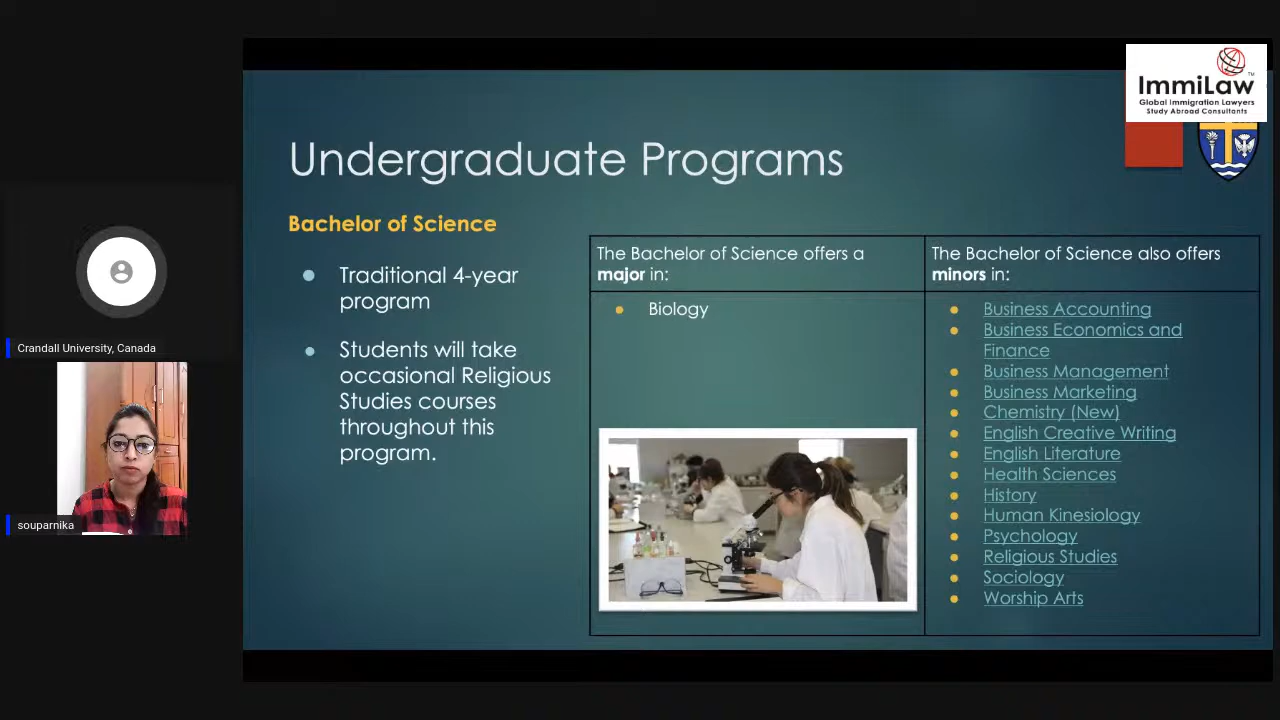 ImmiLaw™
Global Immigration Lawyers
Study Abroad Consultants
Undergraduate Programs
Bachelor of Science
Traditional 4-year
program
Students will take
occasional Religious
Studies courses
throughout this
program.
The Bachelor of Science offers a
major in:
Biology
The Bachelor of Science also offers
minors in:
Business Accounting
Business Economics and
Finance
Business Management
Business Marketing
Chemistry (New)
English Creative Writing
English Literature
Health Sciences
History
Human Kinesiology
Psychology
Religious Studies
Sociology
Worship Arts
Crandall University, Canada
souparnika